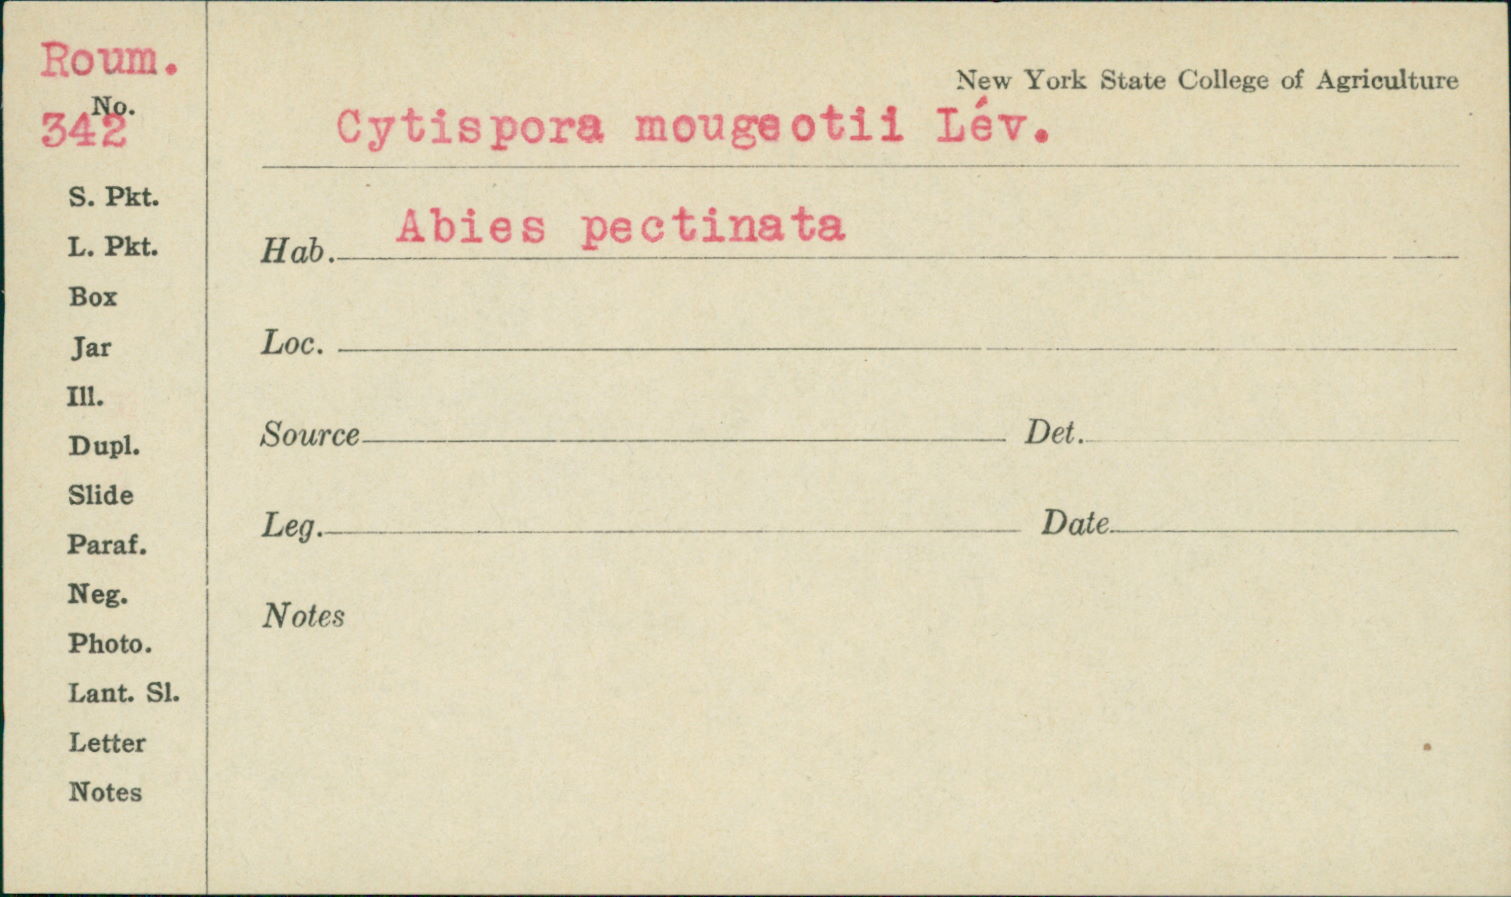 Roum.
No.
342
S. Pkt.
L. Pkt.
Box
Jar
Ill.
Dupl.
Slide
Paraf.
Neg.
Photo.
Lant. Sl.
Letter
Notes
New York State College of Agriculture
Cytispora mougeotii Lév.
Hab. Abies pectinata
Loc.
Source Det.
Leg. Date
Notes